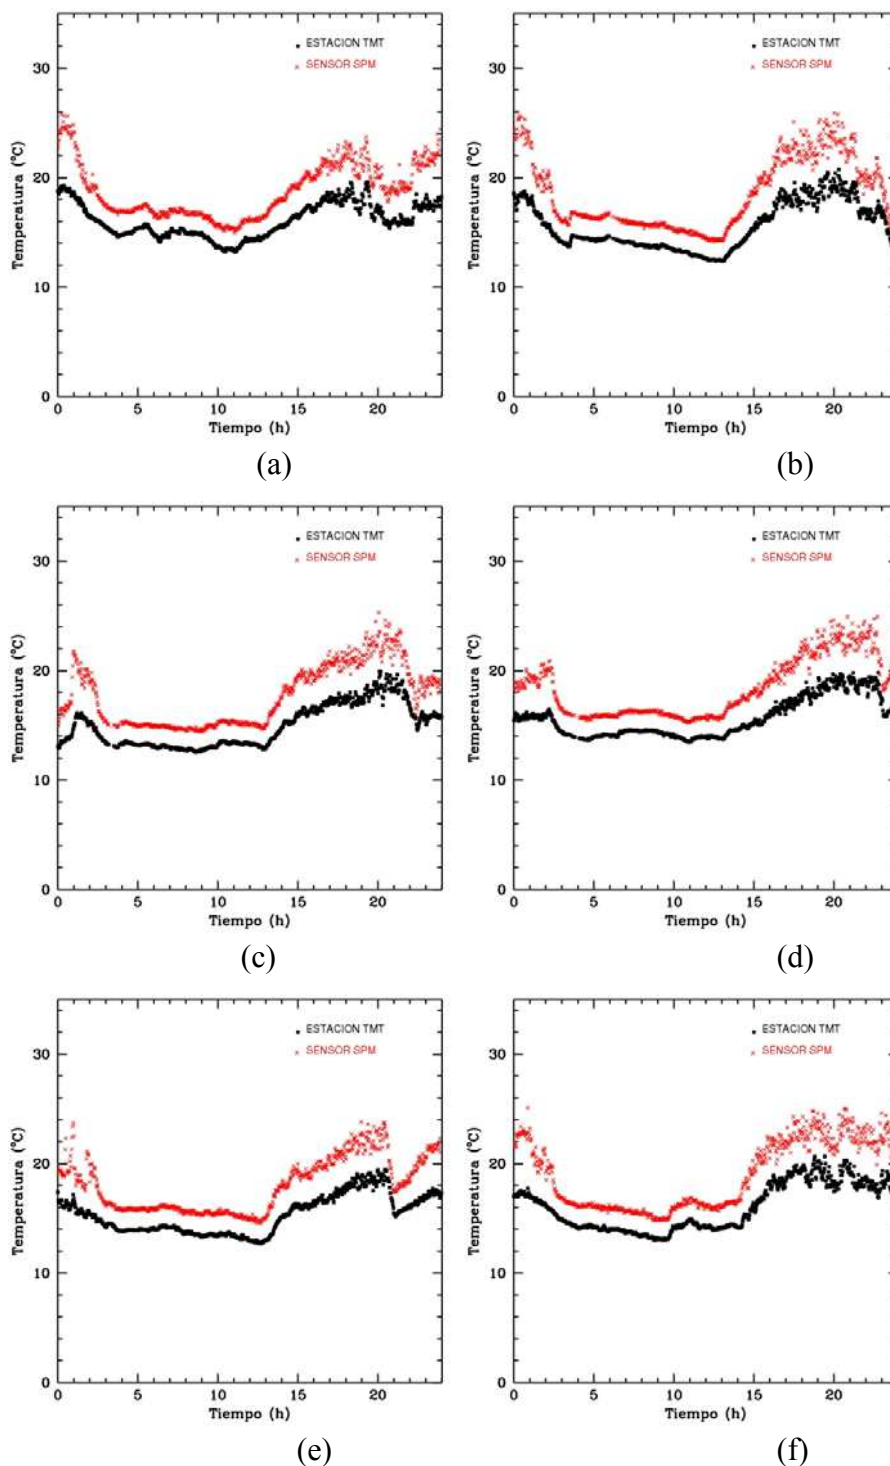 30
ESTACION TMT
SENSOR SPM
20
10
0
Temperatura (°C)
0 5 10 15 20
Tiempo (h)
(a)
30
ESTACION TMT
SENSOR SPM
20
10
0
Temperatura (°C)
0 5 10 15 20
Tiempo (h)
(b)
30
ESTACION TMT
SENSOR SPM
20
10
0
Temperatura (°C)
0 5 10 15 20
Tiempo (h)
(c)
30
ESTACION TMT
SENSOR SPM
20
10
0
Temperatura (°C)
0 5 10 15 20
Tiempo (h)
(d)
30
ESTACION TMT
SENSOR SPM
20
10
0
Temperatura (°C)
0 5 10 15 20
Tiempo (h)
(e)
30
ESTACION TMT
SENSOR SPM
20
10
0
Temperatura (°C)
0 5 10 15 20
Tiempo (h)
(f)